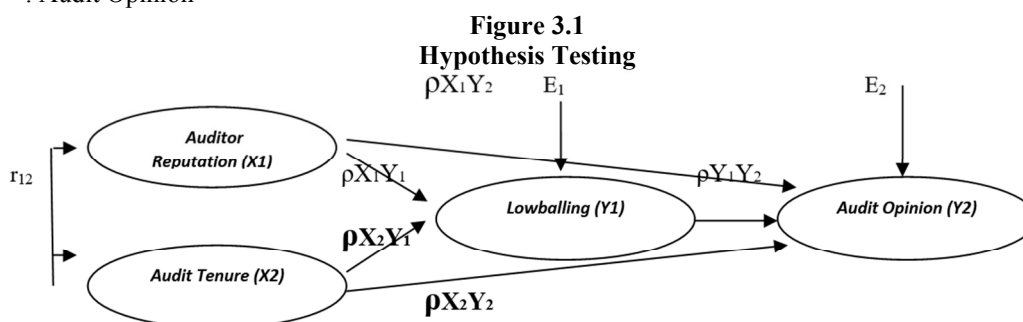 : Audit Opinion
Figure 3.1
Hypothesis Testing
ρX₁Y₂ E₁ E₂
Auditor
Reputation (X1)
r₁₂ ρX₁Y₁ ρY₁Y₂
Lowballing (Y1) Audit Opinion (Y2)
ρX₂Y₁
Audit Tenure (X2)
ρX₂Y₂